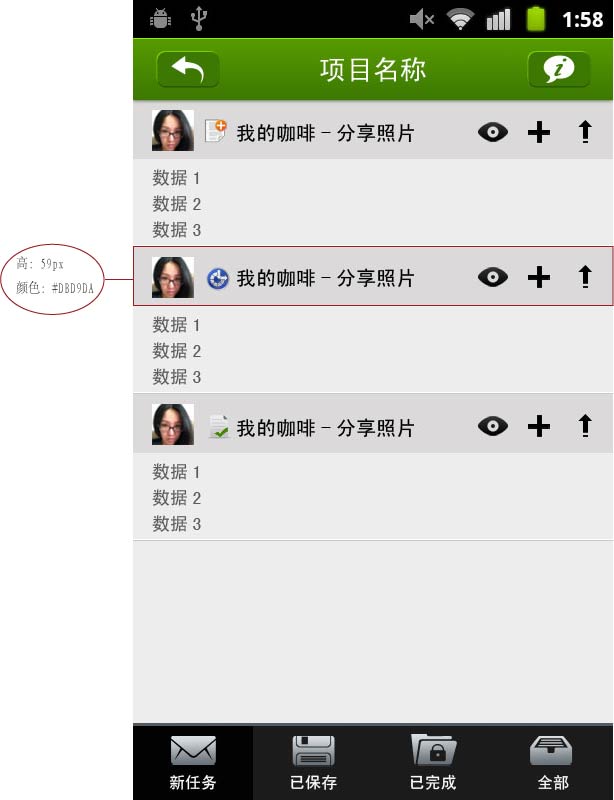 1:58
项目名称
我的咖啡 - 分享照片
数据 1
数据 2
数据 3
高: 59px
颜色: #DBD9DA
我的咖啡 - 分享照片
数据 1
数据 2
数据 3
我的咖啡 - 分享照片
数据 1
数据 2
数据 3
新任务 已保存 已完成 全部